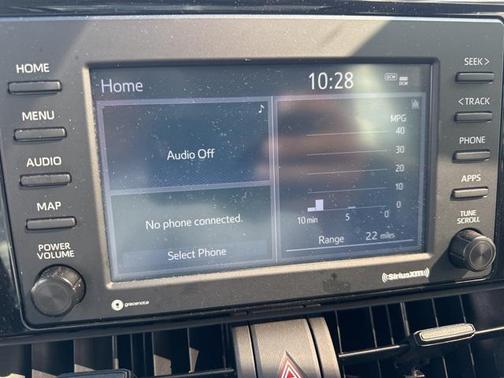 HOME
MENU
AUDIO
MAP
POWER
VOLUME
Home
10:28
DCM
Audio Off
No phone connected.
Select Phone
MPG
40
30
20
10
0
10 min 5 0
Range 22 miles
SEEK >
< TRACK
PHONE
APPS
TUNE
SCROLL
gracenote
((SiriusXM))